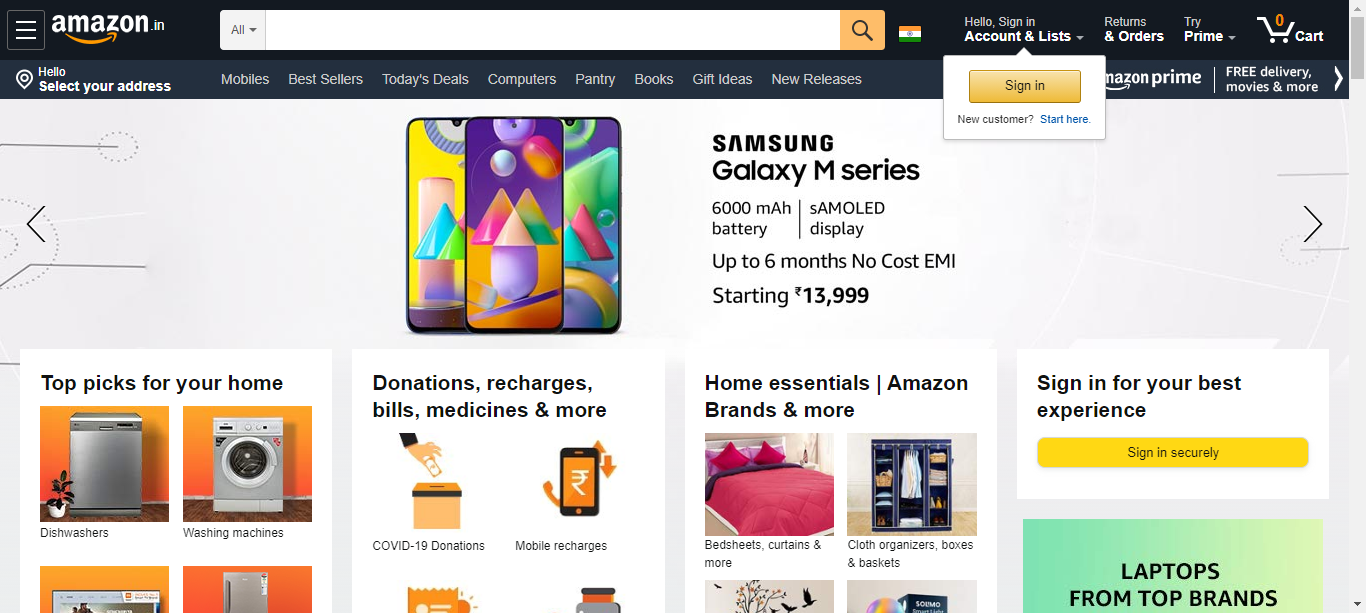 amazon.in
All
Hello, Sign in
Account & Lists
Returns
& Orders
Try
Prime
0
Cart
Hello
Select your address
Mobiles
Best Sellers
Today's Deals
Computers
Pantry
Books
Gift Ideas
New Releases
Sign in
New customer? Start here.
prime
FREE delivery,
movies & more
SAMSUNG
Galaxy M series
6000 mAh
battery
sAMOLED
display
Up to 6 months No Cost EMI
Starting ₹13,999
Top picks for your home
Dishwashers
Washing machines
Donations, recharges,
bills, medicines & more
₹
COVID-19 Donations
Mobile recharges
Home essentials | Amazon
Brands & more
Bedsheets, curtains &
more
Cloth organizers, boxes
& baskets
SOLIMO
Sign in for your best
experience
Sign in securely
LAPTOPS
FROM TOP BRANDS